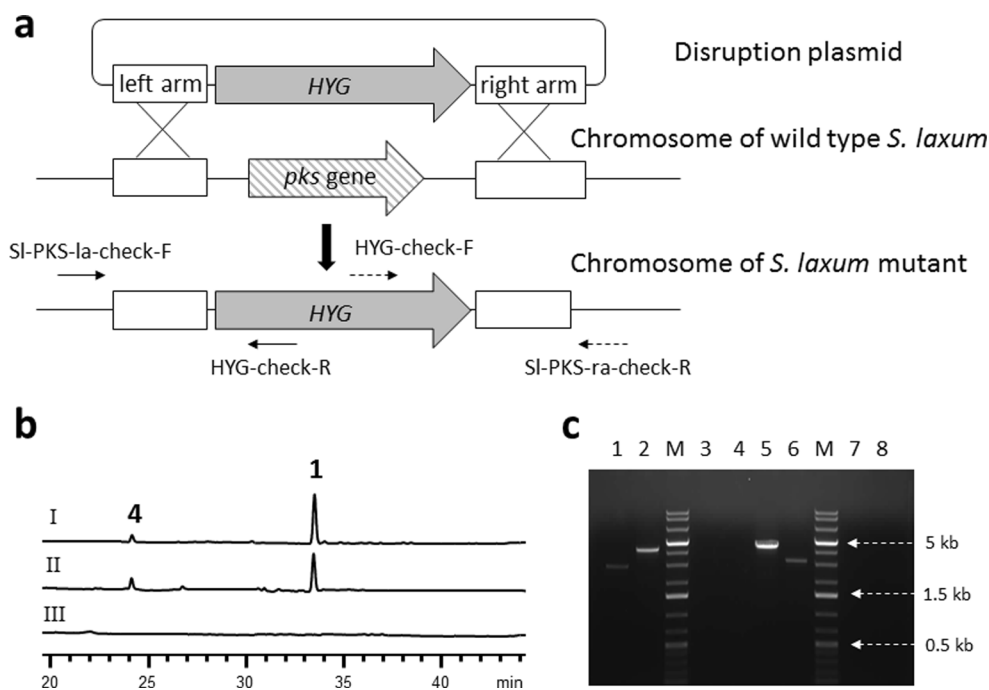 a
Disruption plasmid
left arm HYG right arm
Chromosome of wild type S. laxum
pks gene
Sl-PKS-la-check-F HYG-check-F
Chromosome of S. laxum mutant
HYG
HYG-check-R Sl-PKS-ra-check-R
b
4 1
I
II
III
20 25 30 35 40 min
c
1 2 M 3 4 5 6 M 7 8
5 kb
1.5 kb
0.5 kb